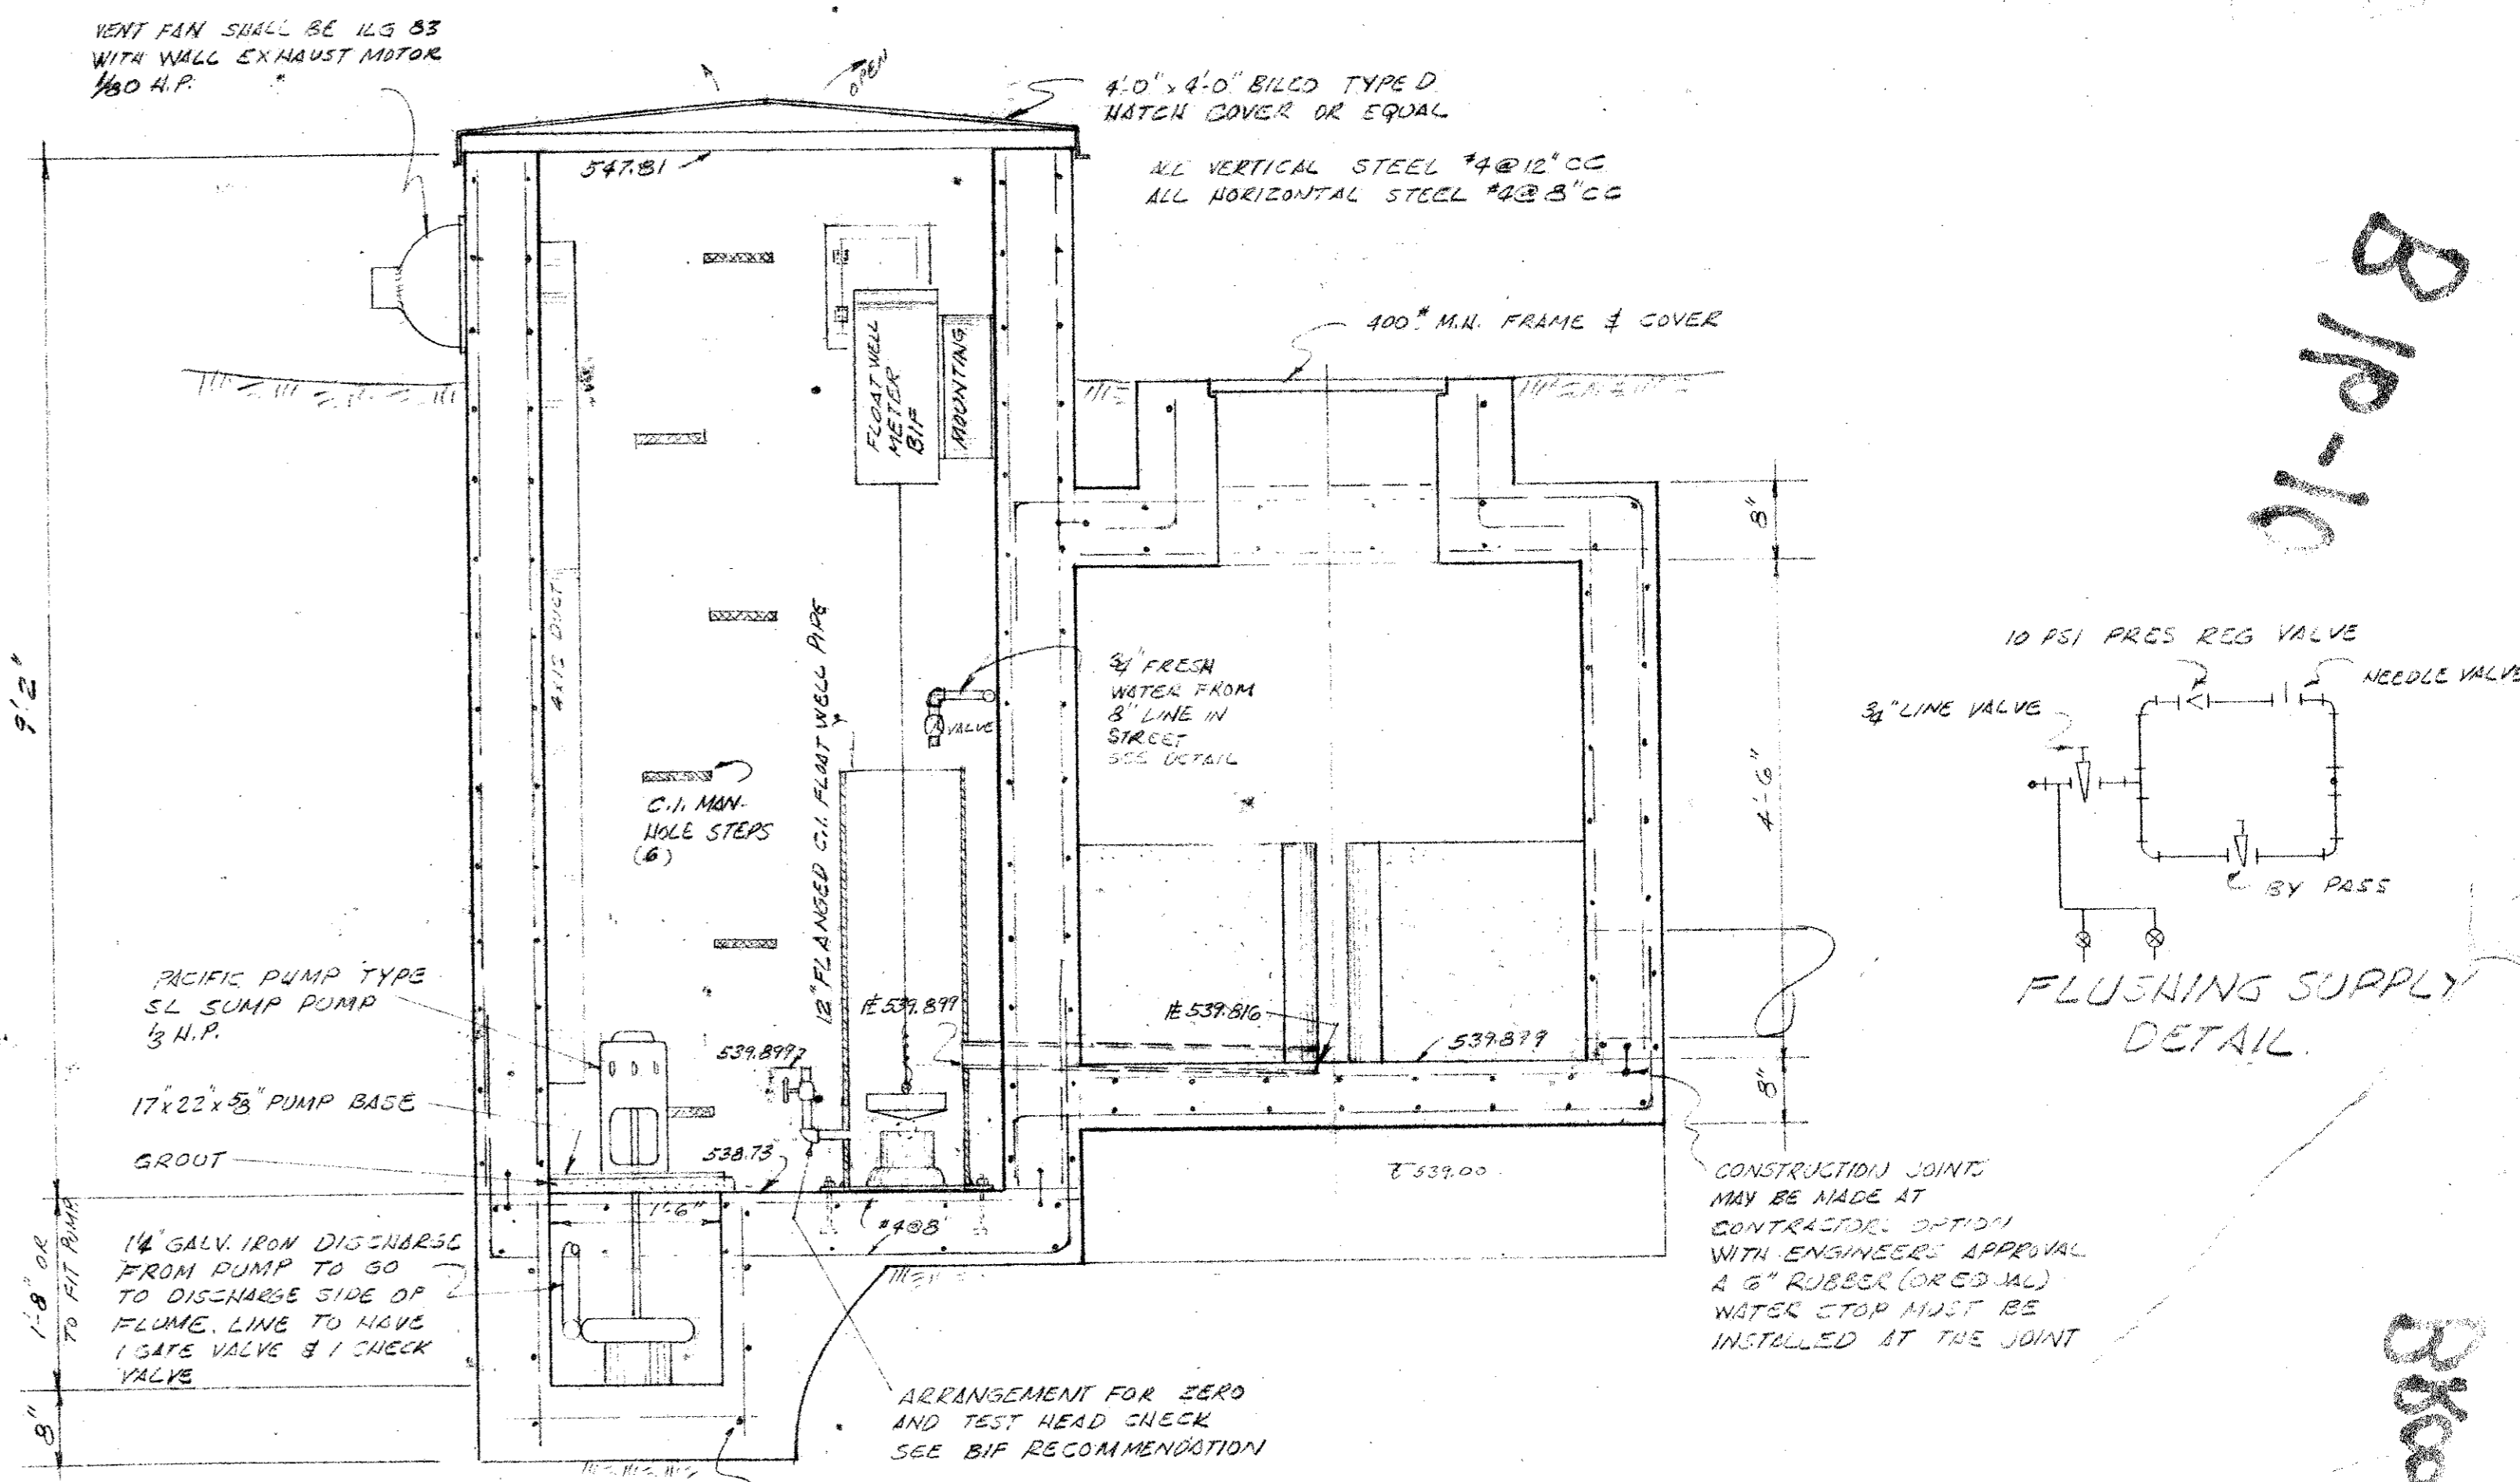 VENT FAN SHALL BE ILG 83
WITH WALL EXHAUST MOTOR
1/80 H.P.
OPEN
4'-0" x 4'-0" BILCO TYPE D
HATCH COVER OR EQUAL
547.81
ALL VERTICAL STEEL #4@12" CC
ALL HORIZONTAL STEEL #4@8" CC
400# M.H. FRAME & COVER
FLOAT WELL
METER
BIF
MOUNTING
9'2"
4x15 DUCT
12" FLANGED C.I. FLOAT WELL PIPE
3/4" FRESH
WATER FROM
8" LINE IN
STREET
SEE DETAIL
VALVE
C.I. MAN-
HOLE STEPS
(6)
8"
4'-6"
8"
10 PSI PRES REG VALVE
NEEDLE VALVE
3/4" LINE VALVE
BY PASS
FLUSHING SUPPLY
DETAIL.
PACIFIC PUMP TYPE
SL SUMP PUMP
1/3 H.P.
17"x22"x5/8" PUMP BASE
GROUT
539.899
539.899
539.816
539.879
538.73
539.00
1'-6"
#4@8
1'-8" OR
TO FIT PUMP
8"
1¼" GALV. IRON DISCHARGE
FROM PUMP TO GO
TO DISCHARGE SIDE OF
FLUME. LINE TO HAVE
1 GATE VALVE & 1 CHECK
VALVE
ARRANGEMENT FOR ZERO
AND TEST HEAD CHECK
SEE BIF RECOMMENDATION
CONSTRUCTION JOINTS
MAY BE MADE AT
CONTRACTORS OPTION
WITH ENGINEERS APPROVAL
A 6" RUBBER (OR EQUAL)
WATER STOP MUST BE
INSTALLED AT THE JOINT